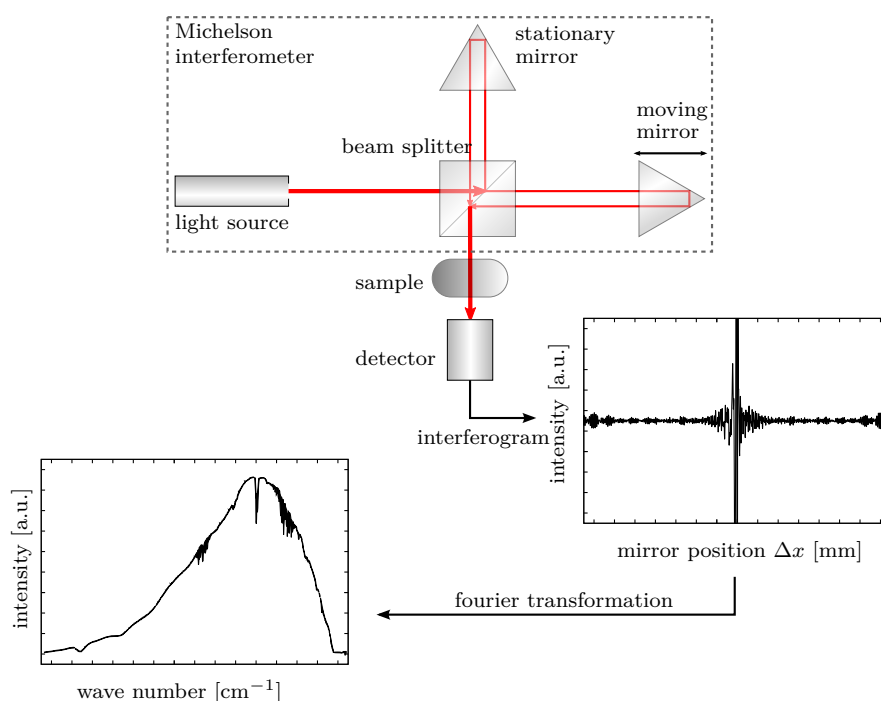 Michelson
interferometer
stationary
mirror
moving
mirror
beam splitter
light source
sample
detector
interferogram
intensity [a.u.]
mirror position Δx [mm]
fourier transformation
intensity [a.u.]
wave number [cm⁻¹]